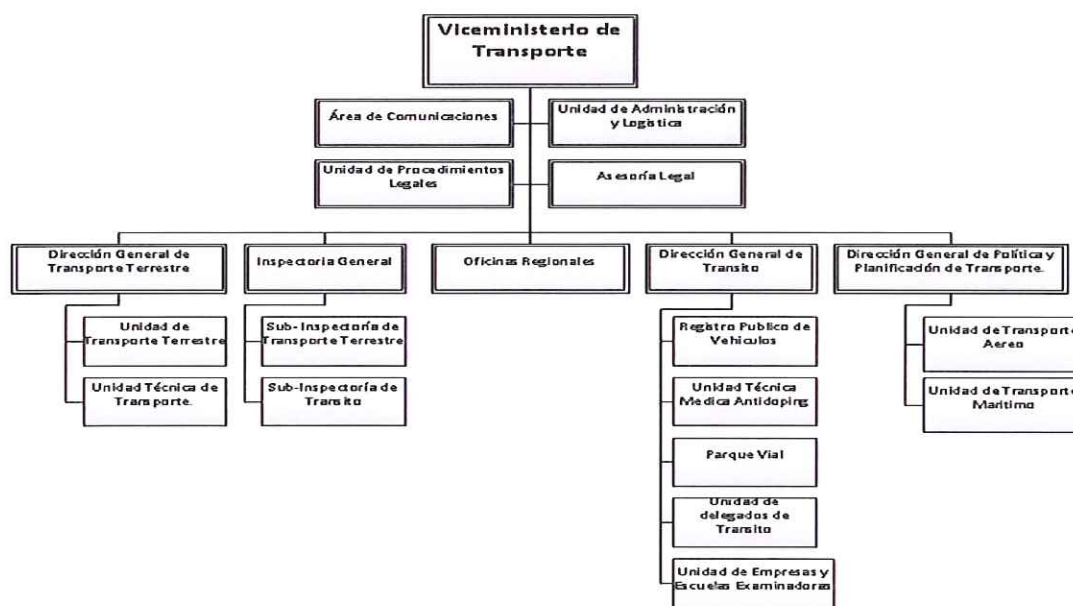 Viceministerio de
Transporte
Área de Comunicaciones
Unidad de Administración
y Logistica
Unidad de Procedimientos
Legales
Asesoría Legal
Dirección General de
Transporte Terrestre
Inspectoria General
Oficinas Regionales
Dirección General de
Transito
Dirección General de Política y
Planificación de Transporte.
Unidad de
Transporte Terrestre
Unidad Técnica de
Transporte.
Sub-Inspectoría de
Transporte Terrestre
Sub-Inspectoría de
Transito
Registro Publico de
Vehiculos
Unidad Técnica
Medica Antidoping
Parque Vial
Unidad de
delegados de
Transito
Unidad de Empresas y
Escuelas Examinadoras
Unidad de Transporte
Aereo
Unidad de Transporte
Maritimo